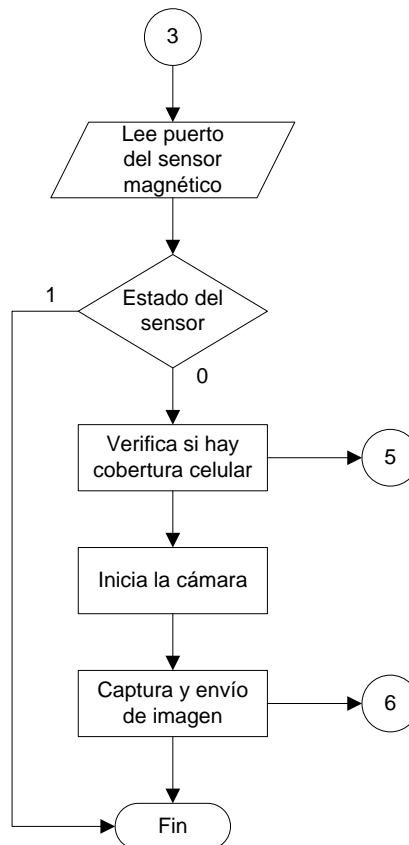 3
Lee puerto
del sensor
magnético
1
Estado del
sensor
0
Verifica si hay
cobertura celular
5
Inicia la cámara
Captura y envío
de imagen
6
Fin